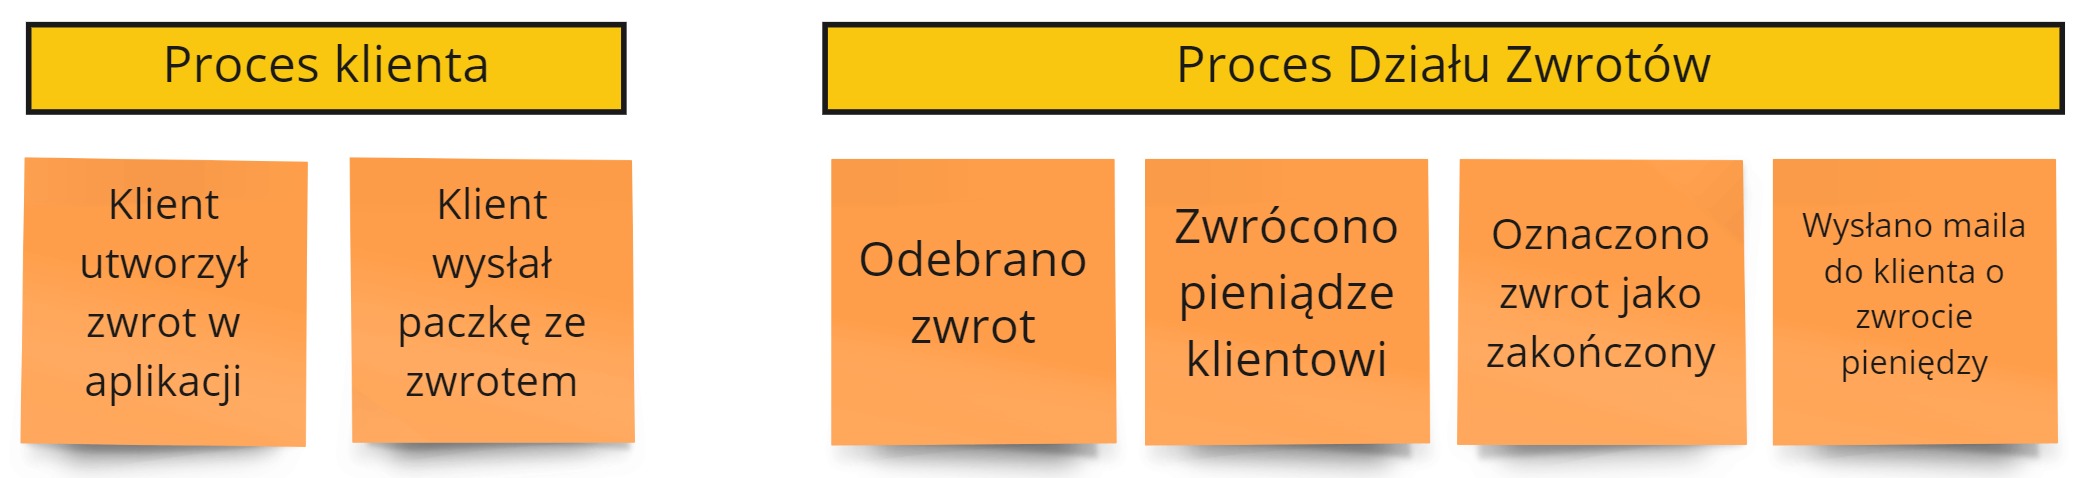 Proces klienta
Proces Działu Zwrotów
Klient
utworzył
zwrot w
aplikacji
Klient
wysłał
paczkę ze
zwrotem
Odebrano
zwrot
Zwrócono
pieniądze
klientowi
Oznaczono
zwrot jako
zakończony
Wysłano maila
do klienta o
zwrocie
pieniędzy